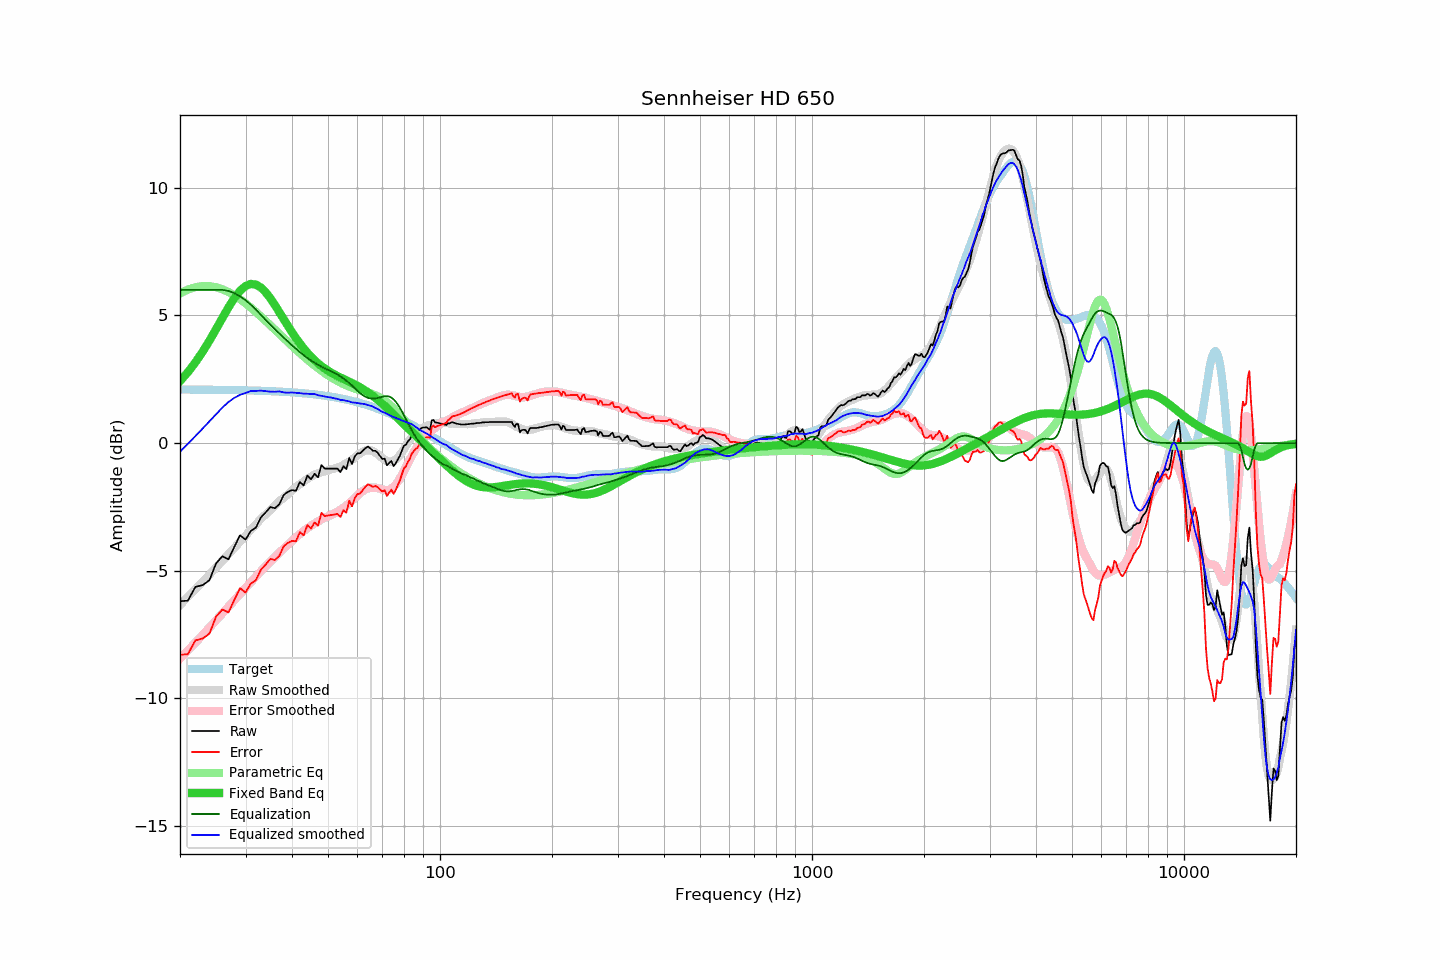 Sennheiser HD 650
Amplitude (dBr)
10
5
0
−5
−10
−15
Target
Raw Smoothed
Error Smoothed
Raw
Error
Parametric Eq
Fixed Band Eq
Equalization
Equalized smoothed
100
1000
10000
Frequency (Hz)